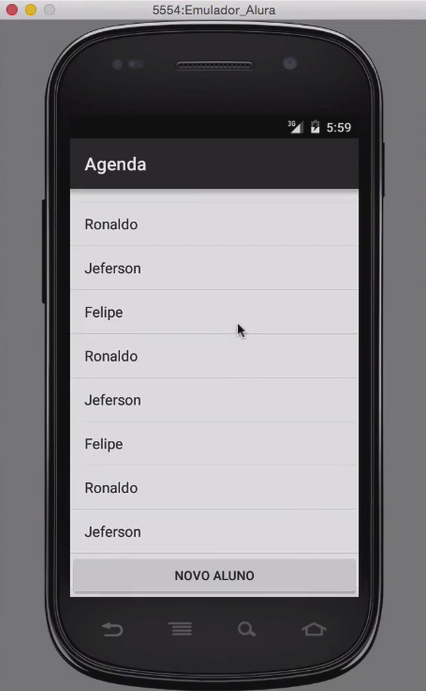 5554:Emulador_Alura
3G 5:59
Agenda
Ronaldo
Jeferson
Felipe
Ronaldo
Jeferson
Felipe
Ronaldo
Jeferson
NOVO ALUNO